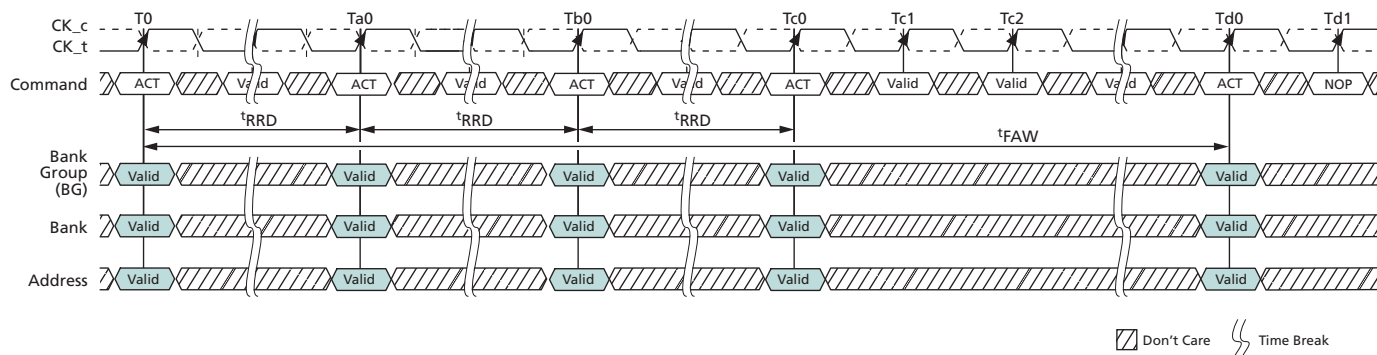 T0 Ta0 Tb0 Tc0 Tc1 Tc2 Td0 Td1
CK_c
CK_t
Command ACT Valid ACT Valid ACT Valid ACT Valid Valid Valid ACT NOP
tRRD tRRD tRRD
tFAW
Bank
Group
(BG)
Valid Valid Valid Valid Valid
Bank Valid Valid Valid Valid Valid
Address Valid Valid Valid Valid Valid
Don't Care Time Break